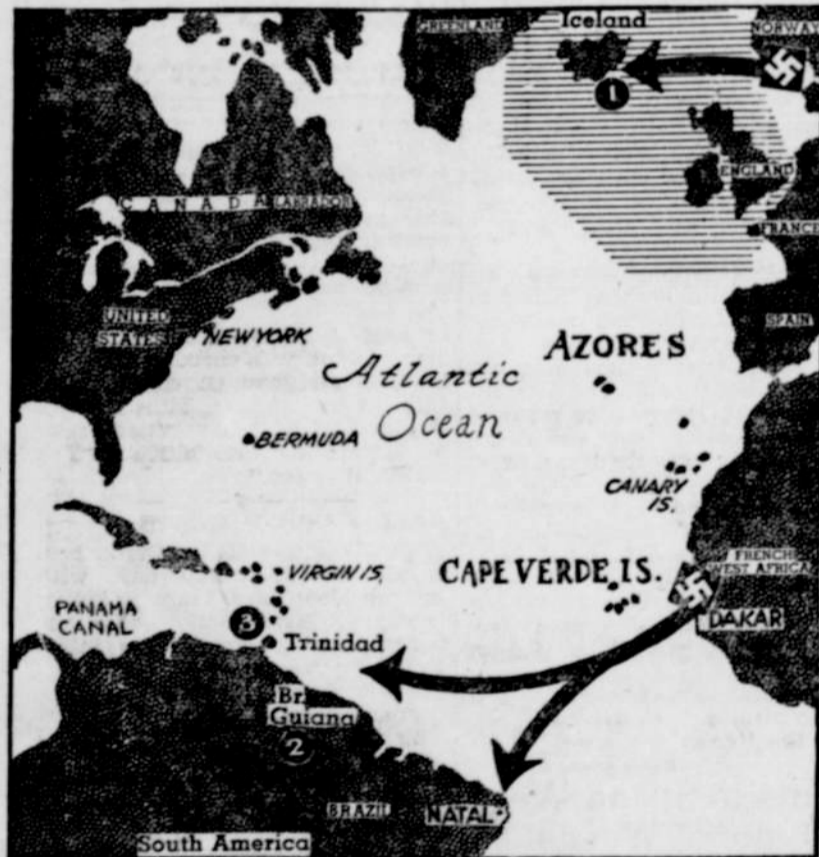 GREENLAND
Iceland
NORWAY
1
ENGLAND
CANADA
LABRADOR
FRANCE
UNITED
STATES
NEW YORK
SPAIN
AZORES
Atlantic
Ocean
BERMUDA
CANARY
IS.
VIRGIN IS.
CAPE VERDE IS.
FRENCH
WEST AFRICA
PANAMA
CANAL
3
Trinidad
DAKAR
Br.
Guiana
2
BRAZIL
NATAL
South America